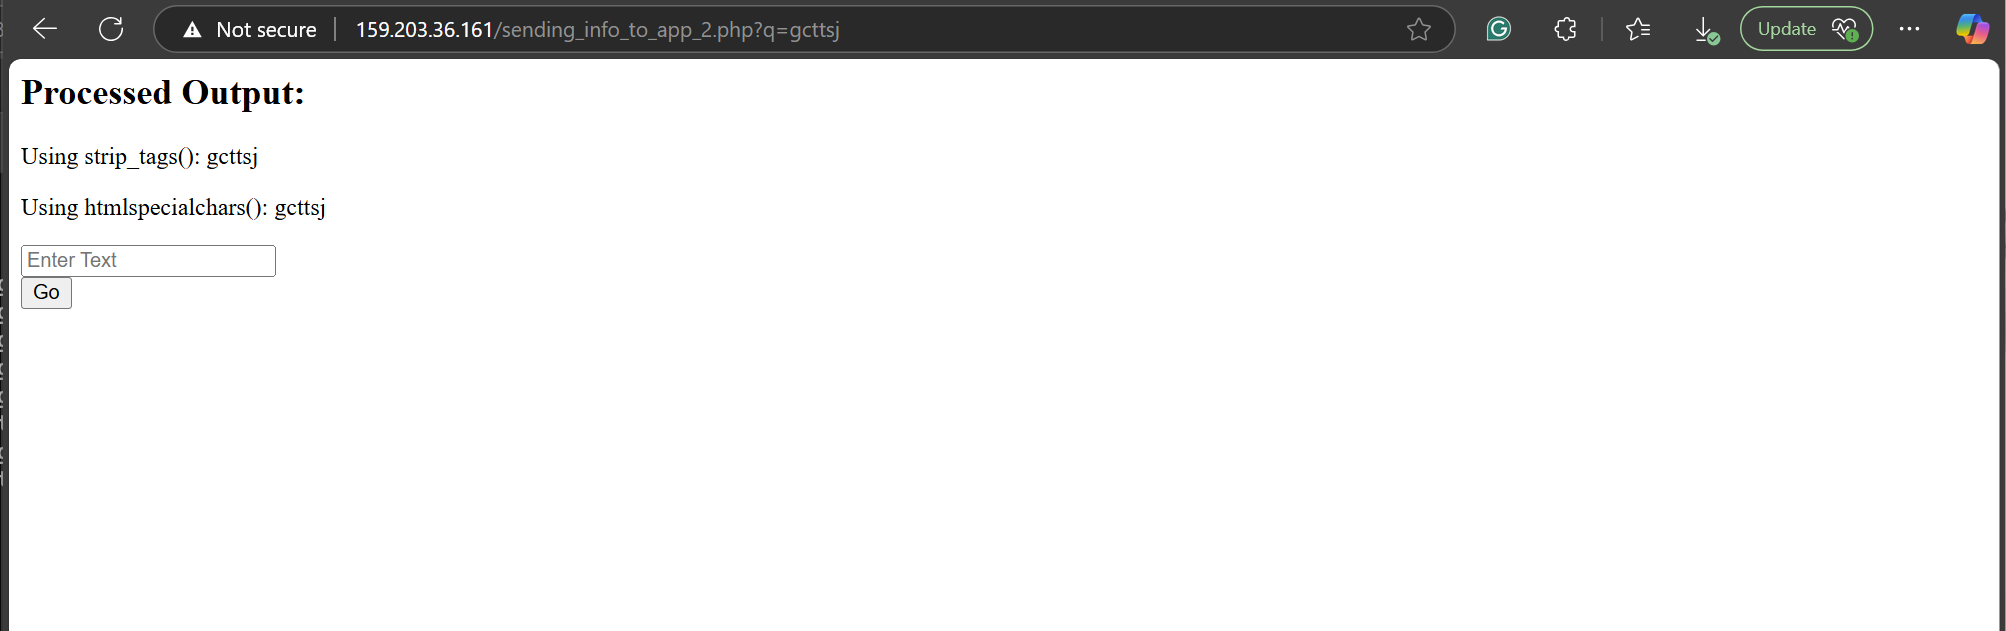 Not secure 159.203.36.161/sending_info_to_app_2.php?q=gcttsj Update
Processed Output:
Using strip_tags(): gcttsj
Using htmlspecialchars(): gcttsj
Enter Text
Go